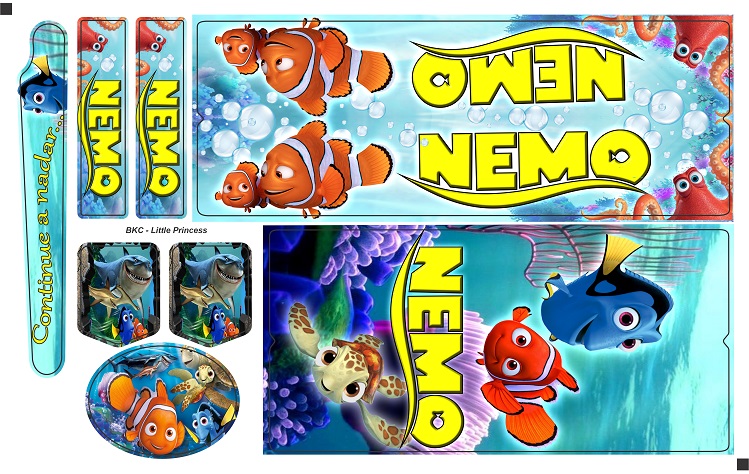 Continue a nadar...
NEMO
NEMO
NEMO
NEMO
BKC - Little Princess
NEMO